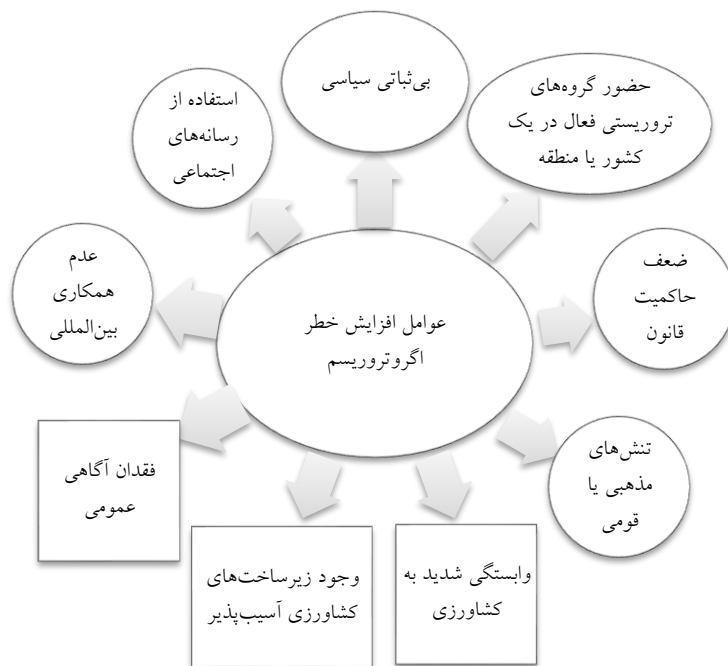 بی‌ثباتی سیاسی
حضور گروه‌های
تروریستی فعال در یک
کشور یا منطقه
استفاده از
رسانه‌های
اجتماعی
ضعف
حاکمیت
قانون
عدم
همکاری
بین‌المللی
عوامل افزایش خطر
اگروتروریسم
تنش‌های
مذهبی یا
قومی
فقدان آگاهی
عمومی
وابستگی شدید به
کشاورزی
وجود زیرساخت‌های
کشاورزی آسیب‌پذیر